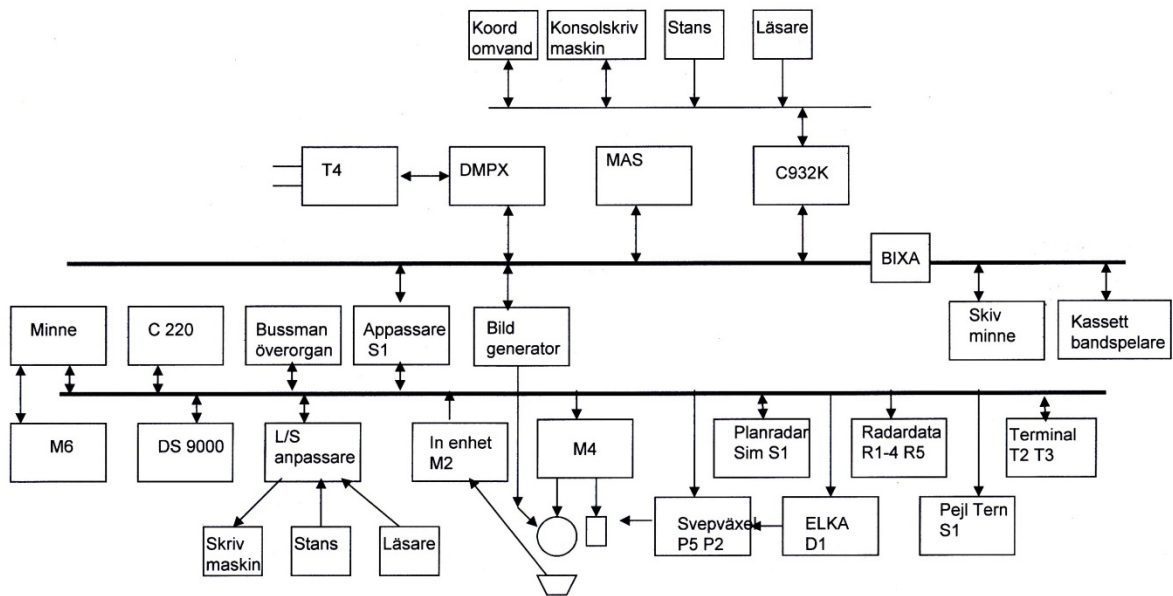 Koord
omvand
Konsolskriv
maskin
Stans
Läsare
T4
DMPX
MAS
C932K
BIXA
Minne
C 220
Bussman
överorgan
Appassare
S1
Bild
generator
Skiv
minne
Kassett
bandspelare
M6
DS 9000
L/S
anpassare
In enhet
M2
M4
Planradar
Sim S1
Radardata
R1-4 R5
Terminal
T2 T3
Skriv
maskin
Stans
Läsare
Svepväxel
P5 P2
ELKA
D1
Pejl Tern
S1